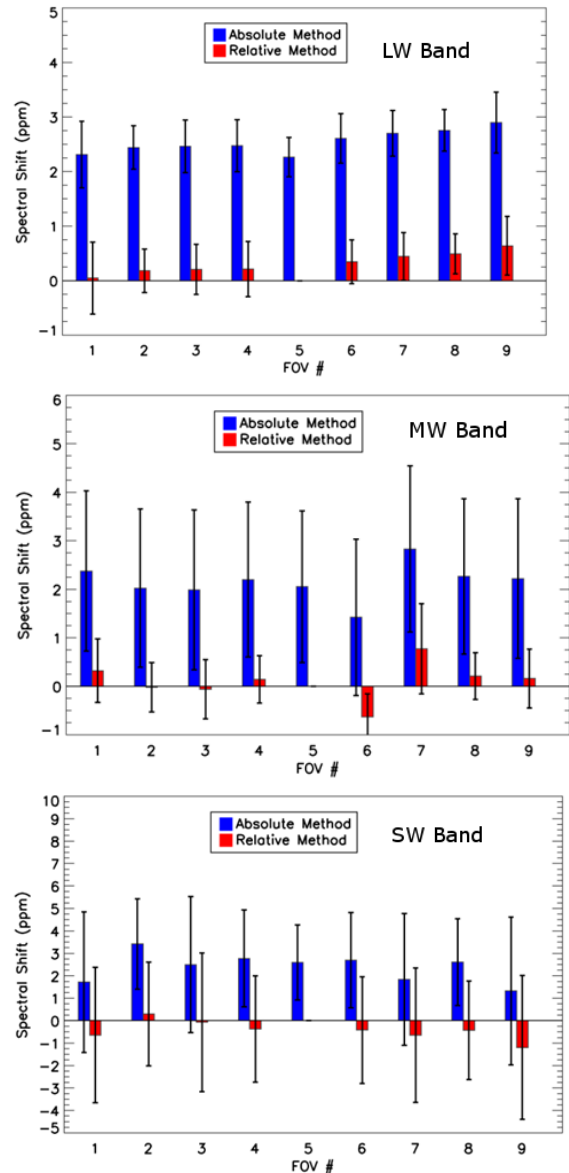 5
Absolute Method
Relative Method
LW Band
4
3
2
1
0
-1
Spectral Shift (ppm)
1 2 3 4 5 6 7 8 9
FOV #
6
Absolute Method
Relative Method
MW Band
5
4
3
2
1
0
-1
Spectral Shift (ppm)
1 2 3 4 5 6 7 8 9
FOV #
10
9
Absolute Method
Relative Method
SW Band
8
7
6
5
4
3
2
1
0
-1
-2
-3
-4
-5
Spectral Shift (ppm)
1 2 3 4 5 6 7 8 9
FOV #